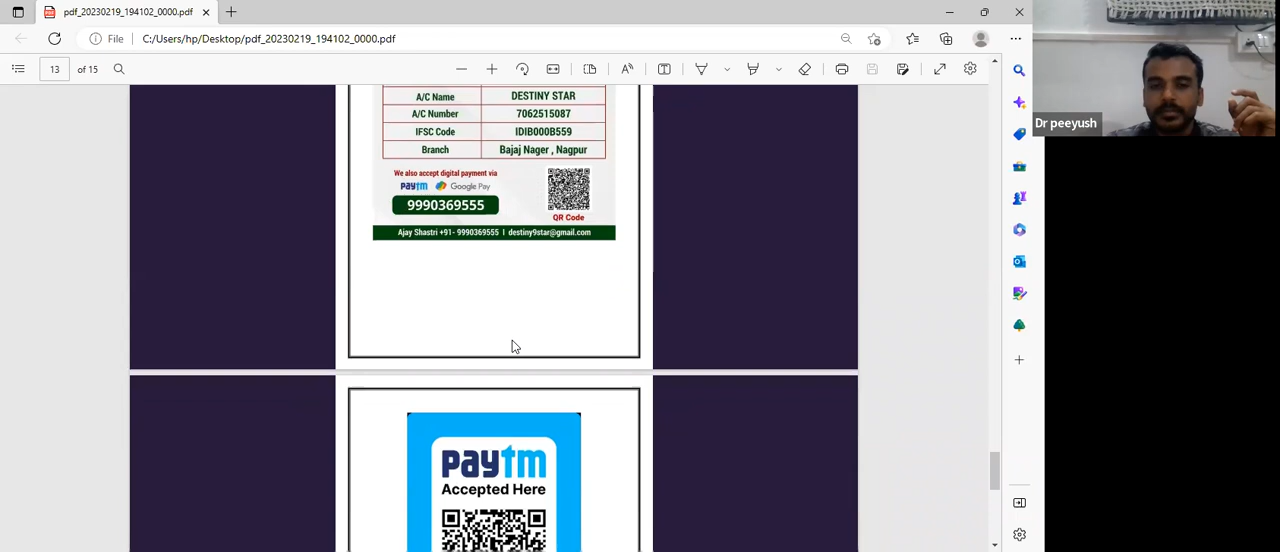 pdf_20230219_194102_0000.pdf
File
C:/Users/hp/Desktop/pdf_20230219_194102_0000.pdf
13 of 15
Dr peeyush
A/C Name DESTINY STAR
A/C Number 7062515087
IFSC Code IDIB000B559
Branch Bajaj Nager , Nagpur
We also accept digital payment via
paytm Google Pay
9990369555
QR Code
Ajay Shastri +91- 9990369555 I destiny9star@gmail.com
paytm
Accepted Here